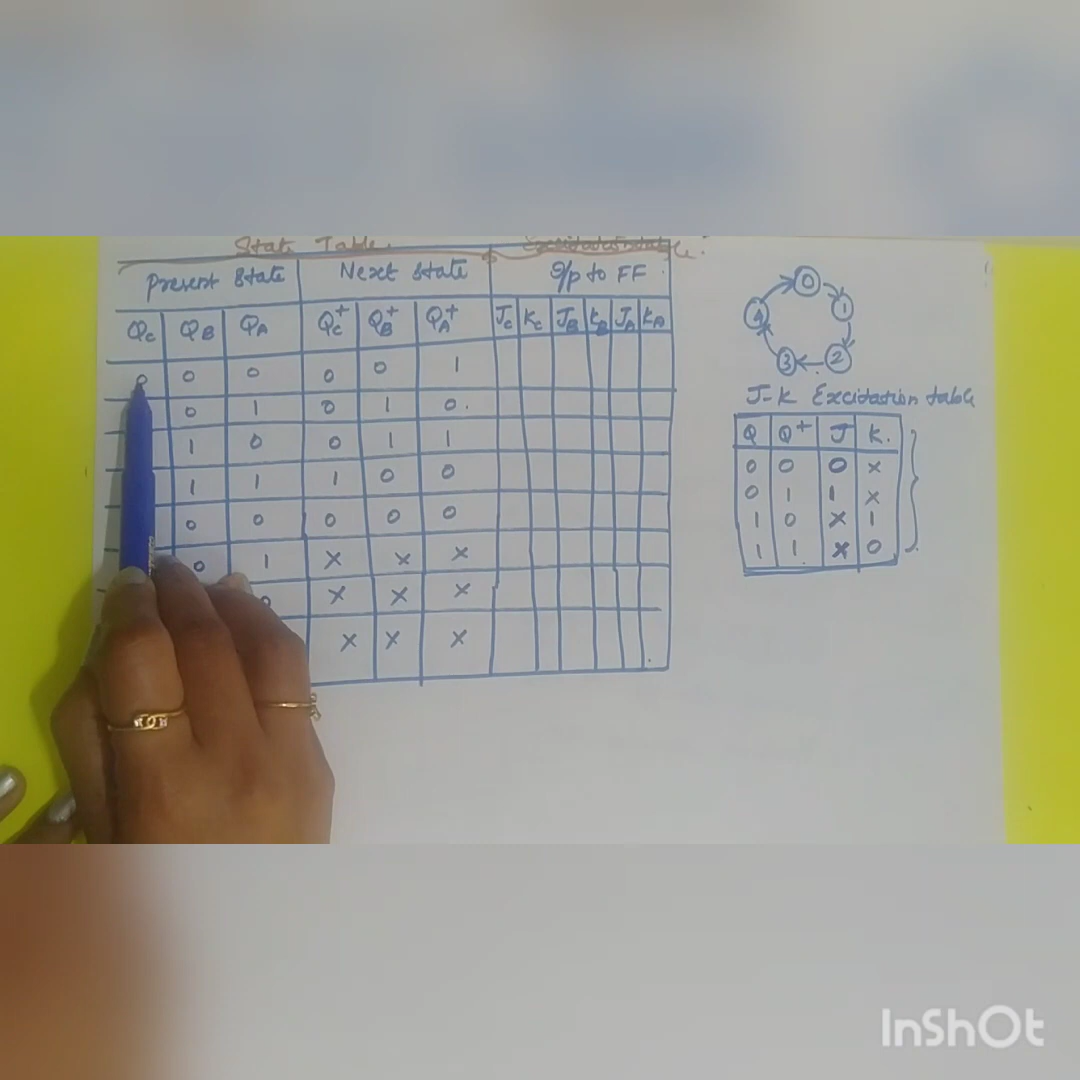 State Table
Present State Next State I/p to FF
QC QB QA QC+ QB+ QA+ JC KC JB KB JA KA
0 0 0 0 0 1
0 1 0 1 0
1 0 0 1 1
1 1 1 0 0
0 0 0 0 0
0 1 X X X
0 X X X
X X X
0
1
2
3
4
J-K Excitation table
Q Q+ J K
0 0 0 X
0 1 1 X
1 0 X 1
1 1 X 0
InShOt